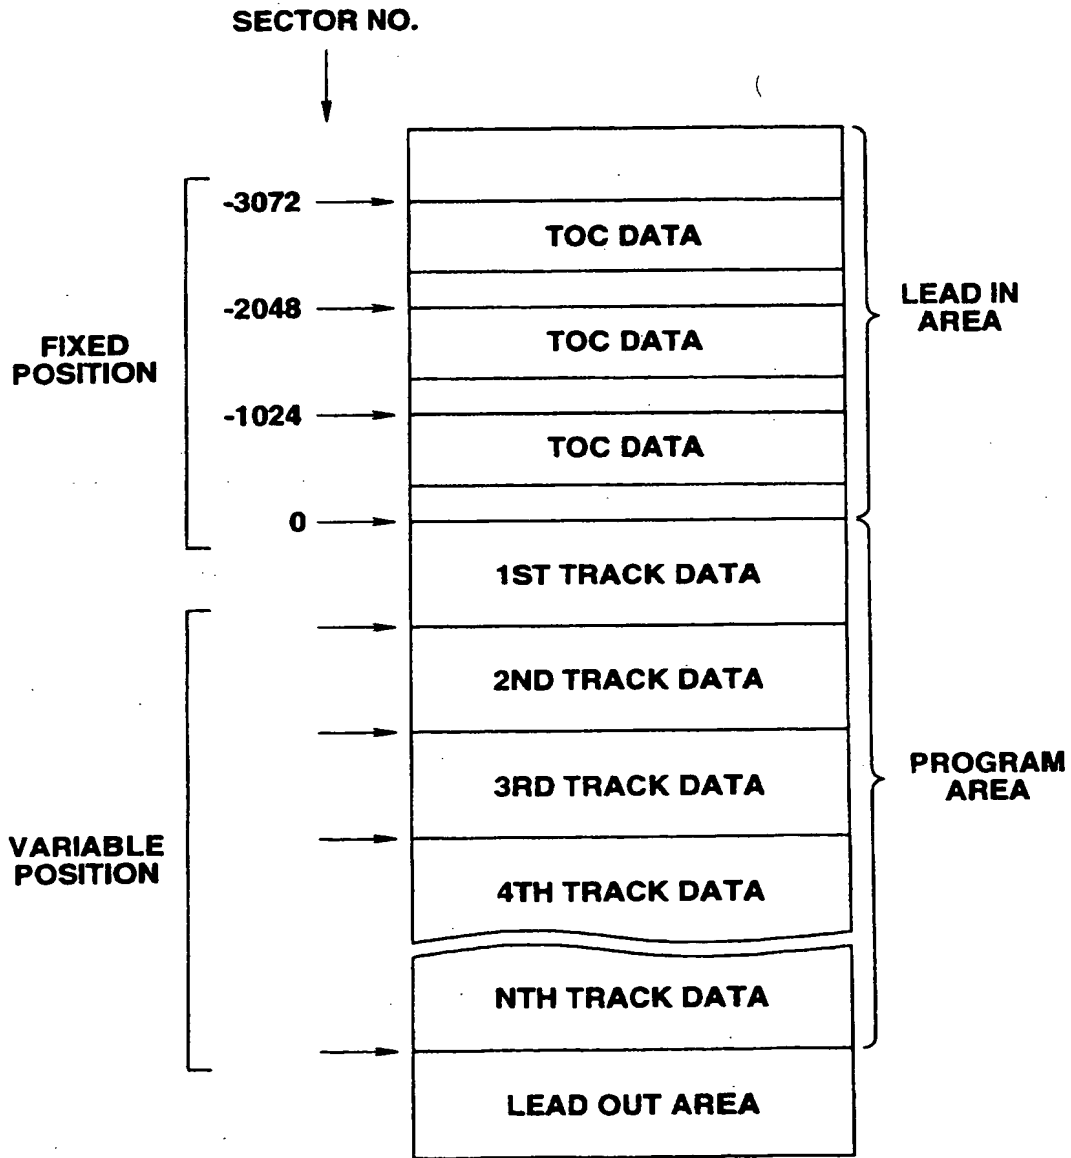 SECTOR NO.
-3072
TOC DATA
-2048
TOC DATA
LEAD IN
AREA
FIXED
POSITION
-1024
TOC DATA
0
1ST TRACK DATA
2ND TRACK DATA
3RD TRACK DATA
PROGRAM
AREA
VARIABLE
POSITION
4TH TRACK DATA
NTH TRACK DATA
LEAD OUT AREA